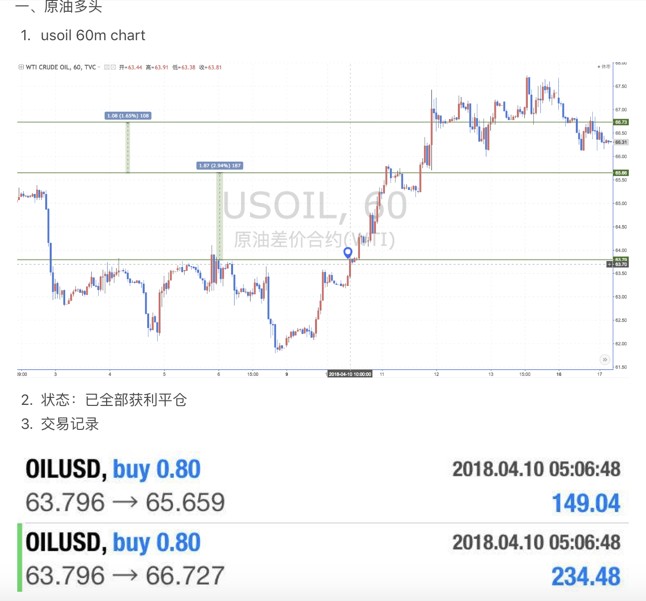 一、原油多头
1. usoil 60m chart
WTI CRUDE OIL, 60, TVC 开=63.44 高=63.91 低=63.38 收=63.81
1.08 (1.63%) 108
1.87 (2.94%) 187
USOIL, 60
原油差价合约(WTI)
67.50
67.00
66.73
66.31
66.00
65.66
65.50
65.00
64.50
64.00
63.79
63.70
63.50
63.00
62.50
62.00
61.50
3 4 5 6 15:00 9 2018-04-10 10:00:00 11 12 13 15:00 16 17
2. 状态：已全部获利平仓
3. 交易记录
OILUSD, buy 0.80 2018.04.10 05:06:48
63.796 → 65.659 149.04
OILUSD, buy 0.80 2018.04.10 05:06:48
63.796 → 66.727 234.48